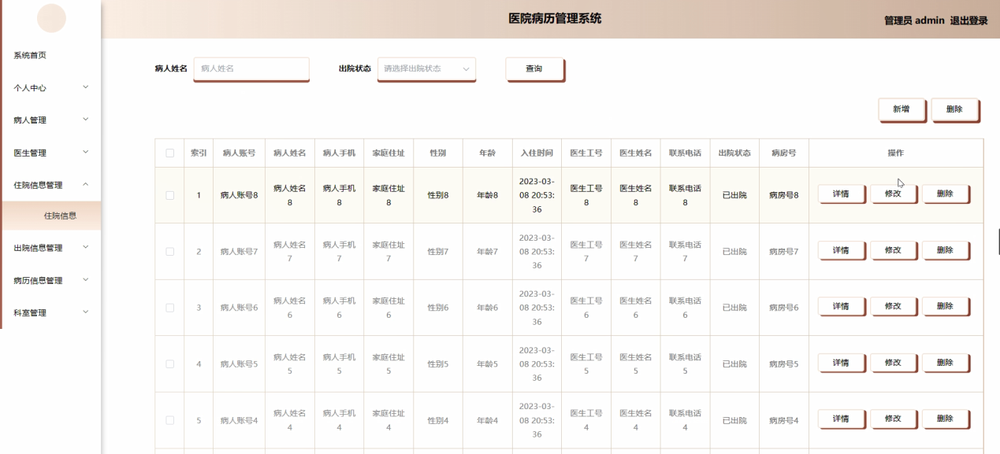 医院病历管理系统
管理员 admin 退出登录
系统首页
个人中心
病人管理
医生管理
住院信息管理
住院信息
出院信息管理
病历信息管理
科室管理
病人姓名 病人姓名 出院状态 请选择出院状态 查询
新增 删除
索引 病人账号 病人姓名 病人手机 家庭住址 性别 年龄 入住时间 医生工号 医生姓名 联系电话 出院状态 病房号 操作
1 病人账号8 病人姓名8 病人手机8 家庭住址8 性别8 年龄8 2023-03-08 20:53:36 医生工号8 医生姓名8 联系电话8 已出院 病房号8 详情 修改 删除
2 病人账号7 病人姓名7 病人手机7 家庭住址7 性别7 年龄7 2023-03-08 20:53:36 医生工号7 医生姓名7 联系电话7 已出院 病房号7 详情 修改 删除
3 病人账号6 病人姓名6 病人手机6 家庭住址6 性别6 年龄6 2023-03-08 20:53:36 医生工号6 医生姓名6 联系电话6 已出院 病房号6 详情 修改 删除
4 病人账号5 病人姓名5 病人手机5 家庭住址5 性别5 年龄5 2023-03-08 20:53:36 医生工号5 医生姓名5 联系电话5 已出院 病房号5 详情 修改 删除
5 病人账号4 病人姓名4 病人手机4 家庭住址4 性别4 年龄4 2023-03-08 20:53:36 医生工号4 医生姓名4 联系电话4 已出院 病房号4 详情 修改 删除